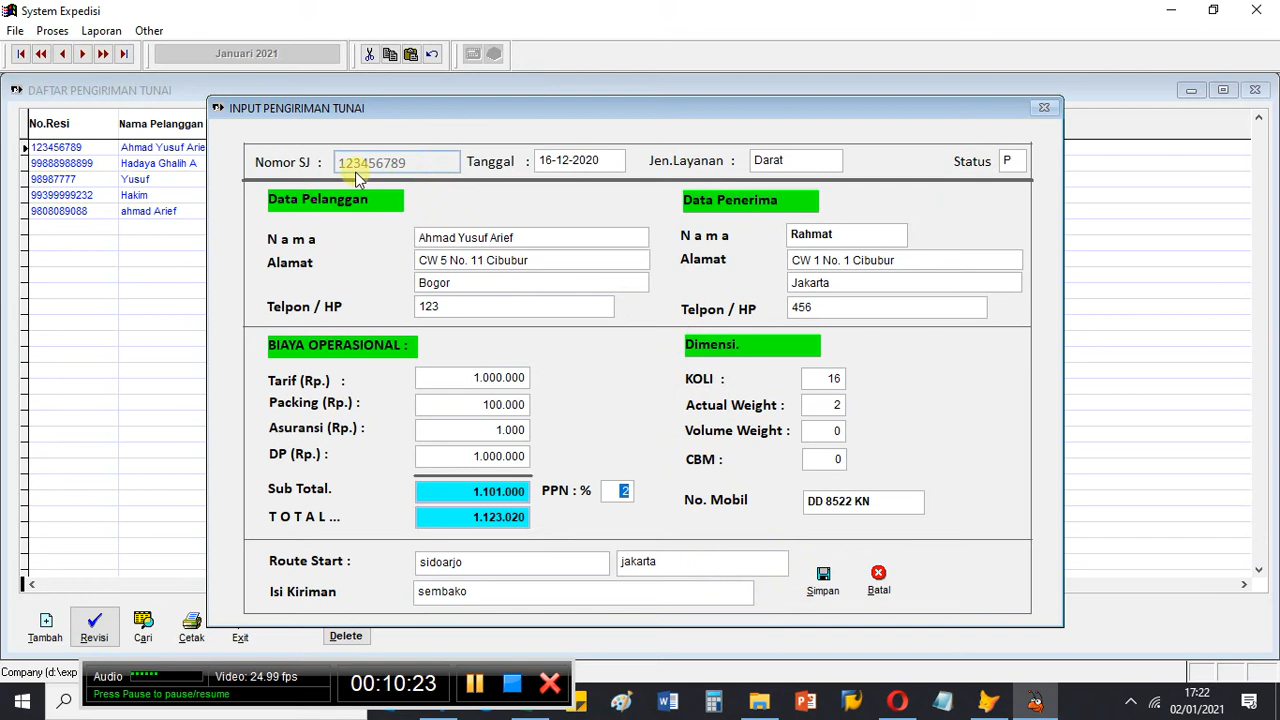 System Expedisi
File Proses Laporan Other
Januari 2021
DAFTAR PENGIRIMAN TUNAI
No.Resi Nama Pelanggan
123456789 Ahmad Yusuf Arie
99888988899 Hadaya Ghalih A
98987777 Yusuf
99399999232 Hakim
9808089088 ahmad Arief
INPUT PENGIRIMAN TUNAI
Nomor SJ : 123456789 Tanggal : 16-12-2020 Jen.Layanan : Darat Status P
Data Pelanggan Data Penerima
N a m a Ahmad Yusuf Arief N a m a Rahmat
Alamat CW 5 No. 11 Cibubur Alamat CW 1 No. 1 Cibubur
Bogor Jakarta
Telpon / HP 123 Telpon / HP 456
BIAYA OPERASIONAL : Dimensi.
Tarif (Rp.) : 1.000.000 KOLI : 16
Packing (Rp.) : 100.000 Actual Weight : 2
Asuransi (Rp.) : 1.000 Volume Weight : 0
DP (Rp.) : 1.000.000 CBM : 0
Sub Total. 1.101.000 PPN : % 2 No. Mobil DD 8522 KN
T O T A L ... 1.123.020
Route Start : sidoarjo jakarta
Isi Kiriman sembako Simpan Batal
Tambah Revisi Cari Cetak Exit Delete
Company (d:\exp
Audio Video: 24.99 fps
Press Pause to pause/resume
00:10:23
17:22
02/01/2021